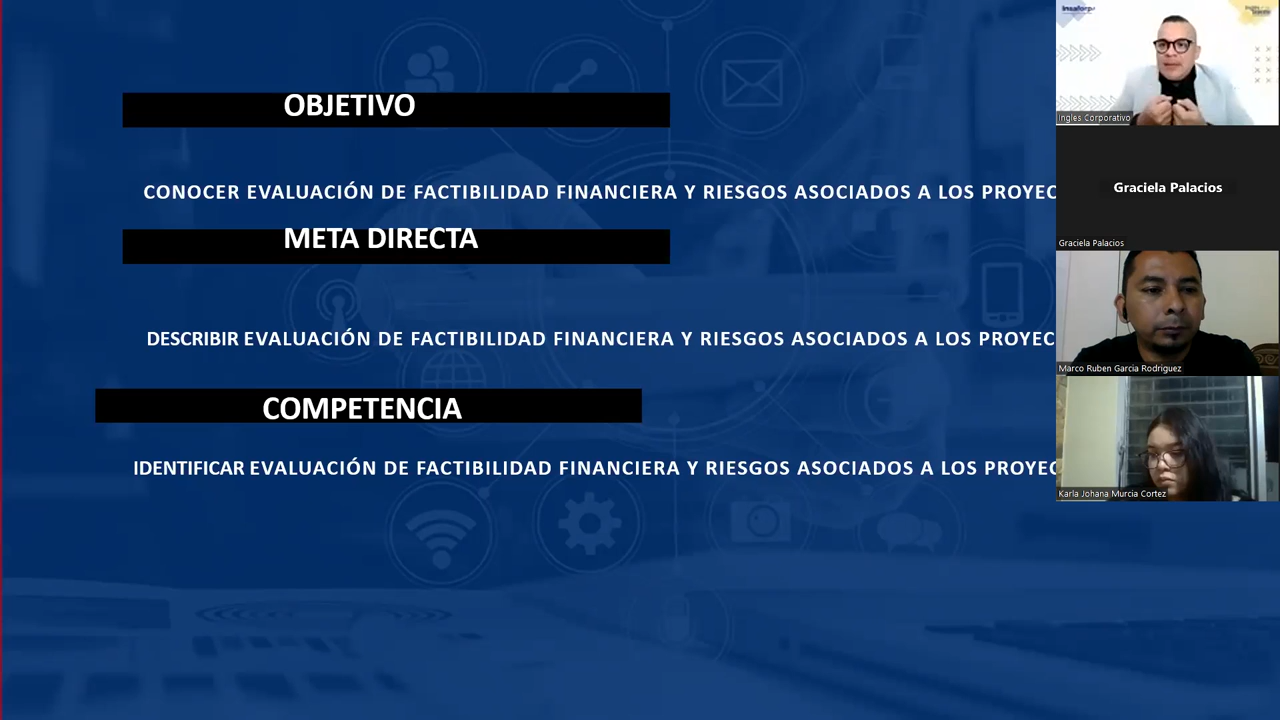 OBJETIVO
CONOCER EVALUACIÓN DE FACTIBILIDAD FINANCIERA Y RIESGOS ASOCIADOS A LOS PROYEC
META DIRECTA
DESCRIBIR EVALUACIÓN DE FACTIBILIDAD FINANCIERA Y RIESGOS ASOCIADOS A LOS PROYEC
COMPETENCIA
IDENTIFICAR EVALUACIÓN DE FACTIBILIDAD FINANCIERA Y RIESGOS ASOCIADOS A LOS PROYEC
Insaforp
Ingles Corporativo
Graciela Palacios
Graciela Palacios
Marco Ruben Garcia Rodriguez
Karla Johana Murcia Cortez